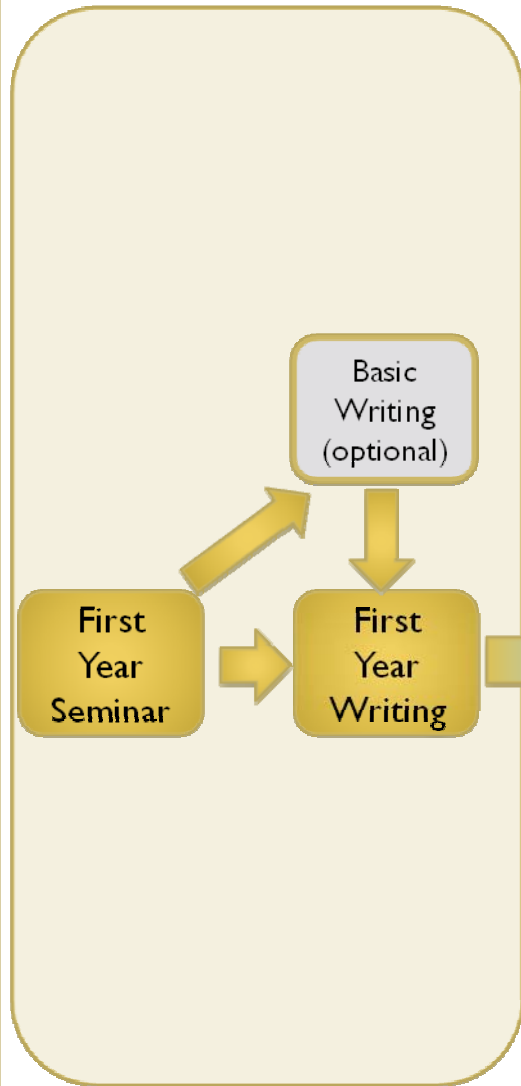 Basic
Writing
(optional)
First
Year
Seminar
First
Year
Writing